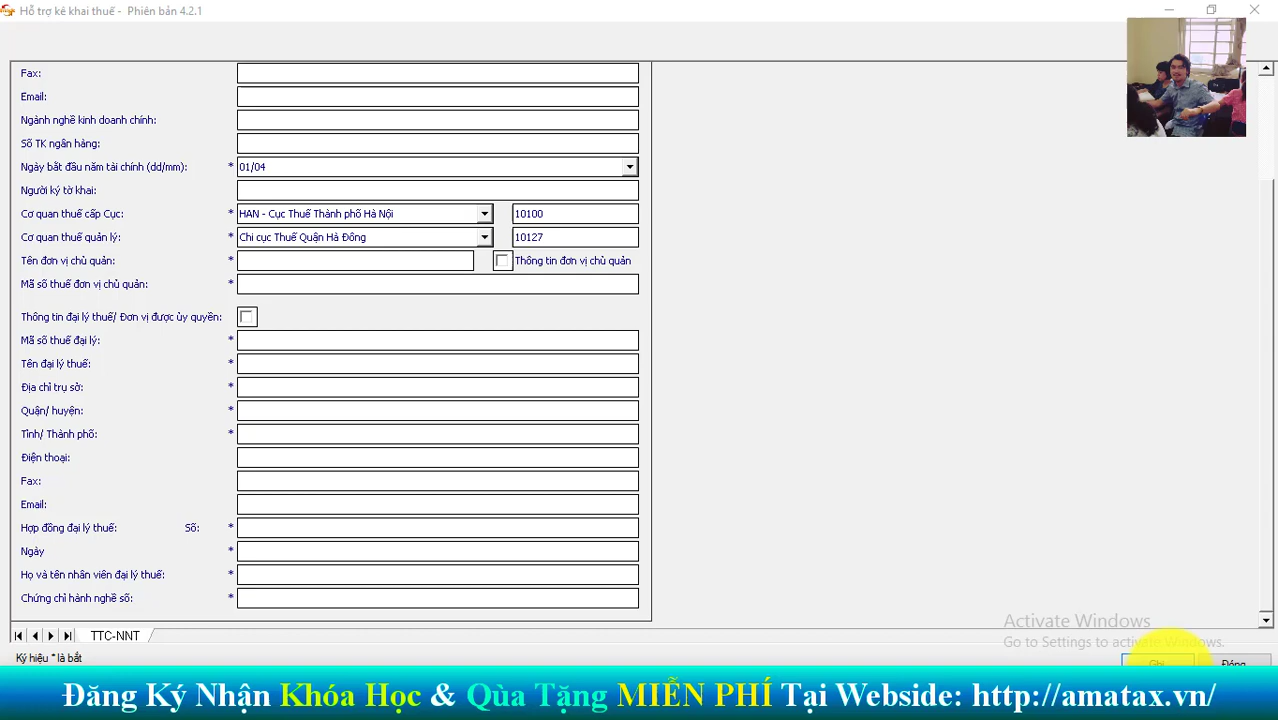 Hỗ trợ kê khai thuế - Phiên bản 4.2.1
Fax:
Email:
Ngành nghề kinh doanh chính:
Số TK ngân hàng:
Ngày bắt đầu năm tài chính (dd/mm): * 01/04
Người ký tờ khai:
Cơ quan thuế cấp Cục: * HAN - Cục Thuế Thành phố Hà Nội 10100
Cơ quan thuế quản lý: * Chi cục Thuế Quận Hà Đông 10127
Tên đơn vị chủ quản: * Thông tin đơn vị chủ quản
Mã số thuế đơn vị chủ quản: *
Thông tin đại lý thuế/ Đơn vị được ủy quyền:
Mã số thuế đại lý: *
Tên đại lý thuế: *
Địa chỉ trụ sở: *
Quận/ huyện: *
Tỉnh/ Thành phố: *
Điện thoại:
Fax:
Email:
Hợp đồng đại lý thuế: Số: *
Ngày *
Họ và tên nhân viên đại lý thuế: *
Chứng chỉ hành nghề số: *
Activate Windows
Go to Settings to activate Windows.
TTC-NNT
Ký hiệu * là bắt
Ghi Đóng
Đăng Ký Nhận Khóa Học & Qùa Tặng MIỄN PHÍ Tại Webside: http://amatax.vn/